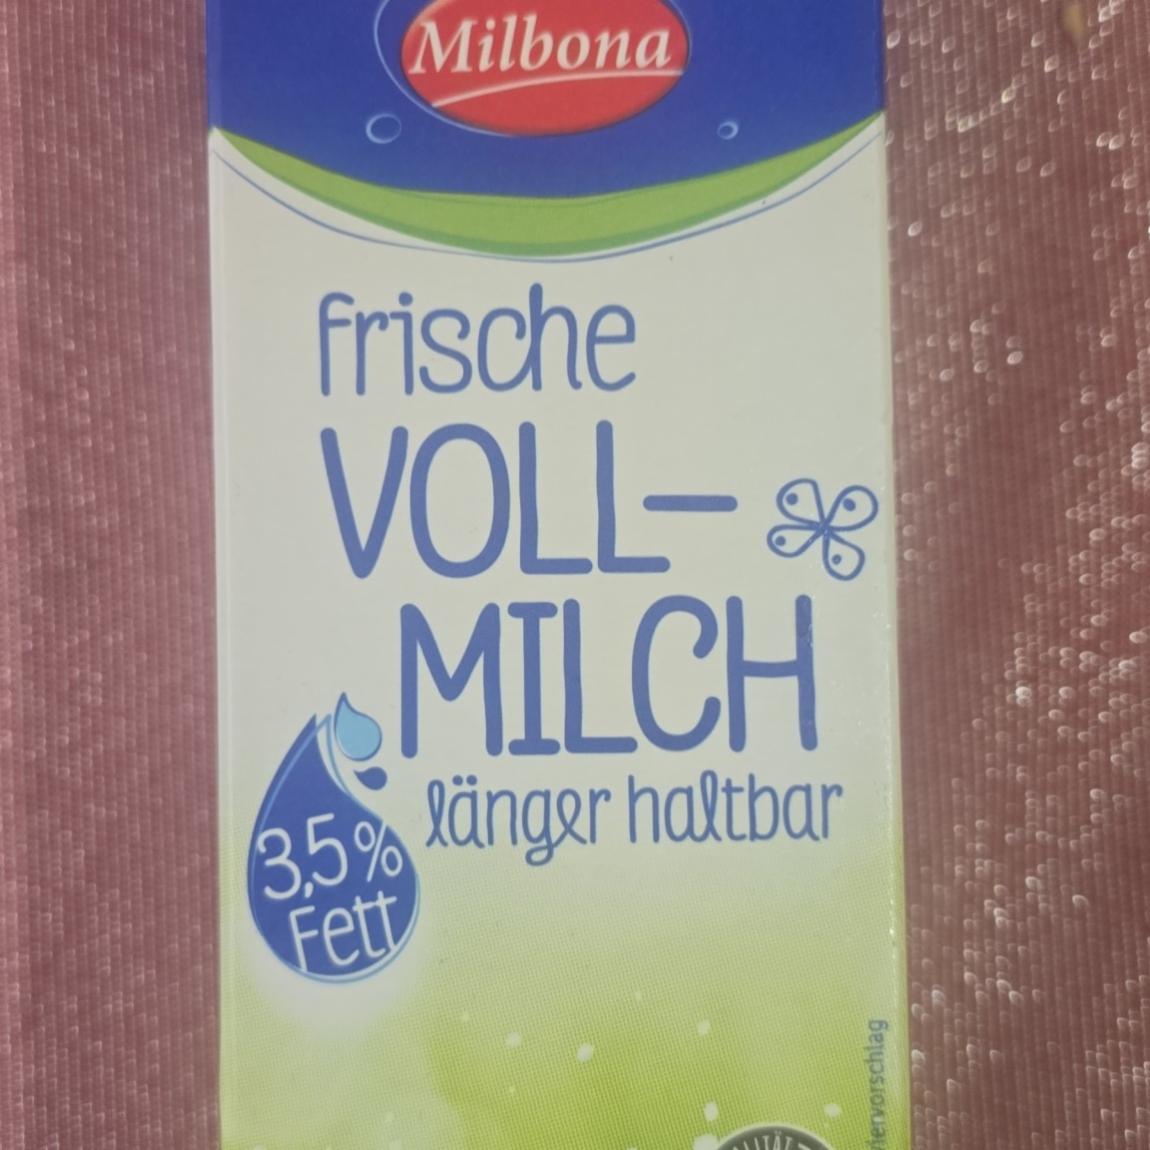 Milbona
frische
VOLL-
MILCH
länger haltbar
3,5%
Fett